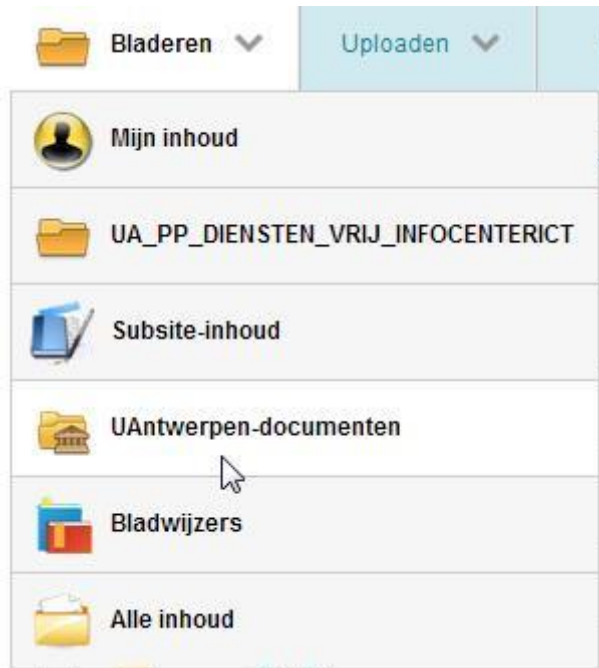 Bladeren
Uploaden
Mijn inhoud
UA_PP_DIENSTEN_VRIJ_INFOCENTERICT
Subsite-inhoud
UAntwerpen-documenten
Bladwijzers
Alle inhoud